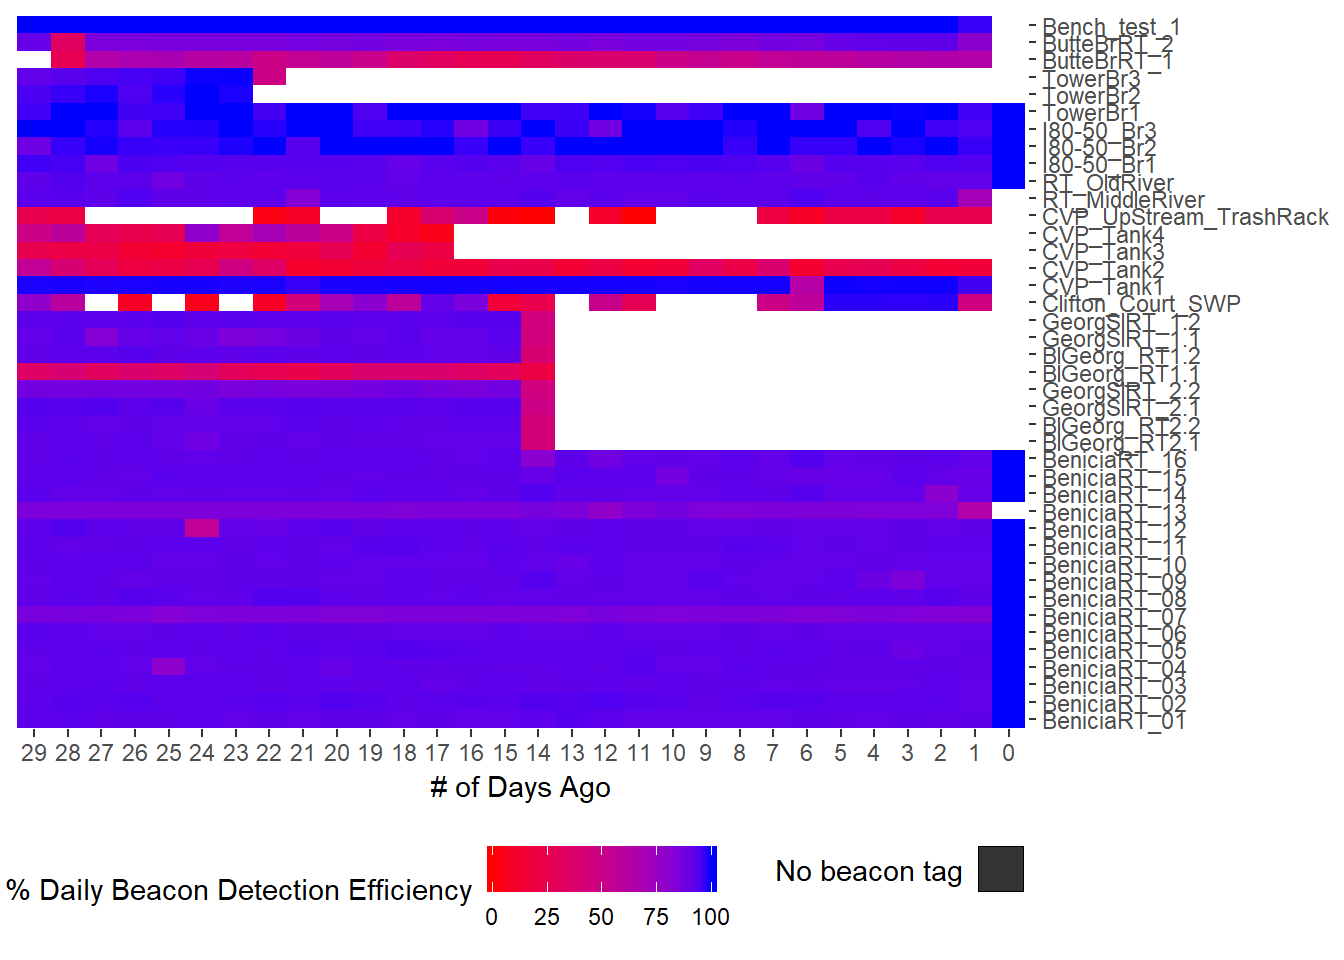 Bench_test_1
ButteBrRT_2
ButteBrRT_1
TowerBr3
TowerBr2
TowerBr1
I80-50_Br3
I80-50_Br2
I80-50_Br1
RT_OldRiver
RT_MiddleRiver
CVP_UpStream_TrashRack
CVP_Tank4
CVP_Tank3
CVP_Tank2
CVP_Tank1
Clifton_Court_SWP
GeorgSlRT_1.2
GeorgSlRT_1.1
BlGeorg_RT1.2
BlGeorg_RT1.1
GeorgSlRT_2.2
GeorgSlRT_2.1
BlGeorg_RT2.2
BlGeorg_RT2.1
BeniciaRT_16
BeniciaRT_15
BeniciaRT_14
BeniciaRT_13
BeniciaRT_12
BeniciaRT_11
BeniciaRT_10
BeniciaRT_09
BeniciaRT_08
BeniciaRT_07
BeniciaRT_06
BeniciaRT_05
BeniciaRT_04
BeniciaRT_03
BeniciaRT_02
BeniciaRT_01
29 28 27 26 25 24 23 22 21 20 19 18 17 16 15 14 13 12 11 10 9 8 7 6 5 4 3 2 1 0
# of Days Ago
% Daily Beacon Detection Efficiency
0 25 50 75 100
No beacon tag